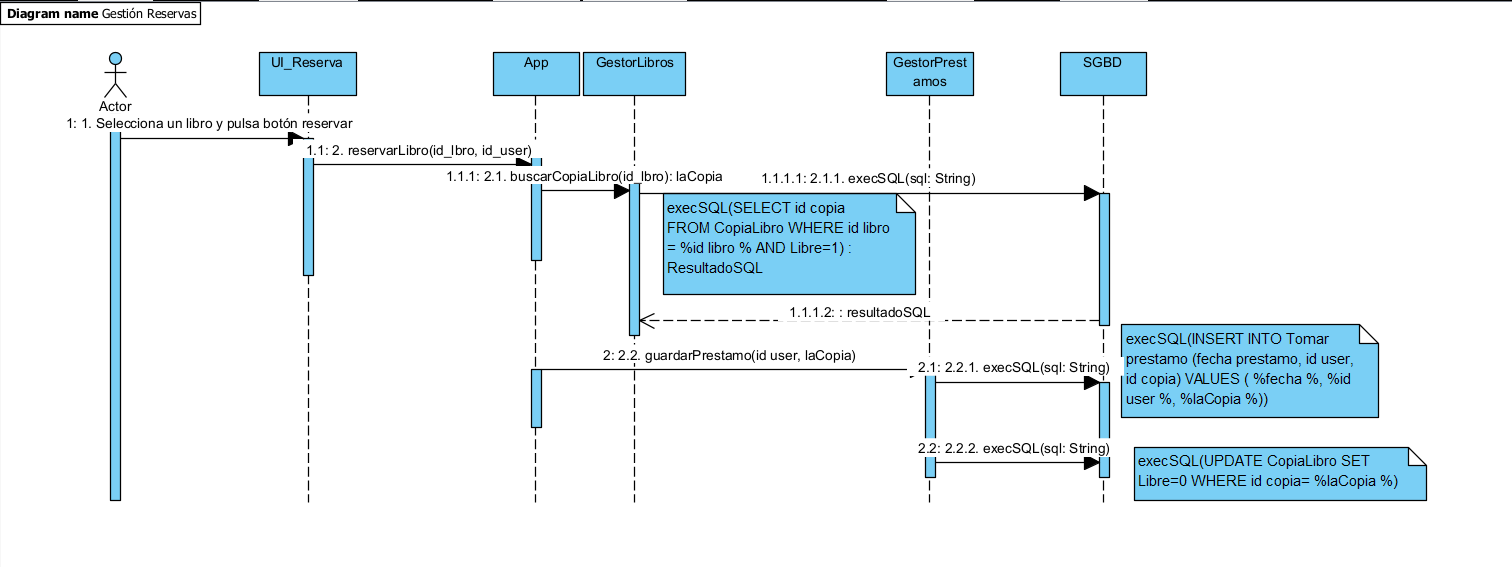 Diagram name Gestión Reservas
UI_Reserva
App
GestorLibros
GestorPrest
amos
SGBD
Actor
1: 1. Selecciona un libro y pulsa botón reservar
1.1: 2. reservarLibro(id_lbro, id_user)
1.1.1: 2.1. buscarCopiaLibro(id_lbro): laCopia
1.1.1.1: 2.1.1. execSQL(sql: String)
execSQL(SELECT id copia
FROM CopiaLibro WHERE id libro
= %id libro % AND Libre=1) :
ResultadoSQL
1.1.1.2: : resultadoSQL
execSQL(INSERT INTO Tomar
prestamo (fecha prestamo, id user,
id copia) VALUES ( %fecha %, %id
user %, %laCopia %))
2: 2.2. guardarPrestamo(id user, laCopia)
2.1: 2.2.1. execSQL(sql: String)
2.2: 2.2.2. execSQL(sql: String)
execSQL(UPDATE CopiaLibro SET
Libre=0 WHERE id copia= %laCopia %)